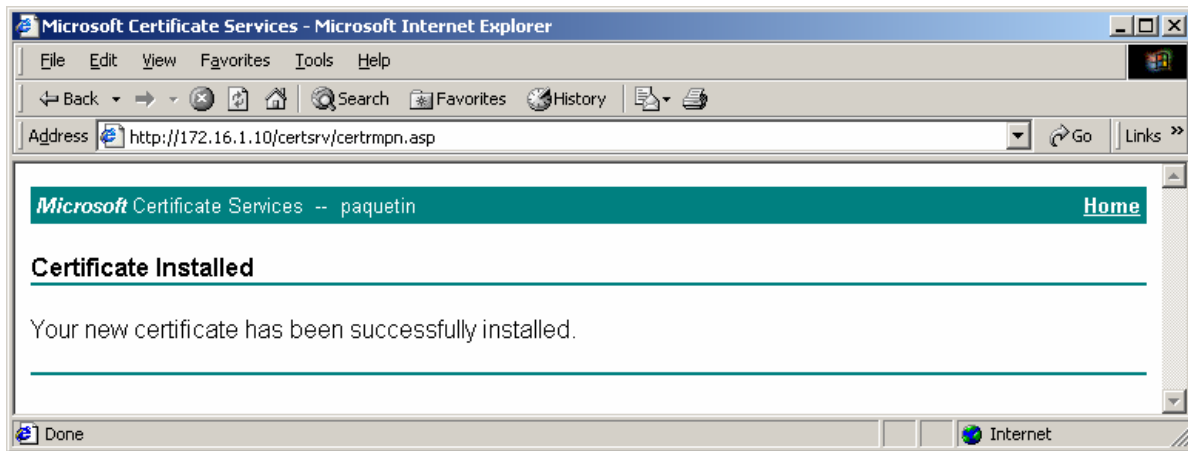 Microsoft Certificate Services - Microsoft Internet Explorer
File Edit View Favorites Tools Help
Back Search Favorites History
Address http://172.16.1.10/certsrv/certrmpn.asp Go Links »
Microsoft Certificate Services -- paquetin Home
Certificate Installed
Your new certificate has been successfully installed.
Done Internet